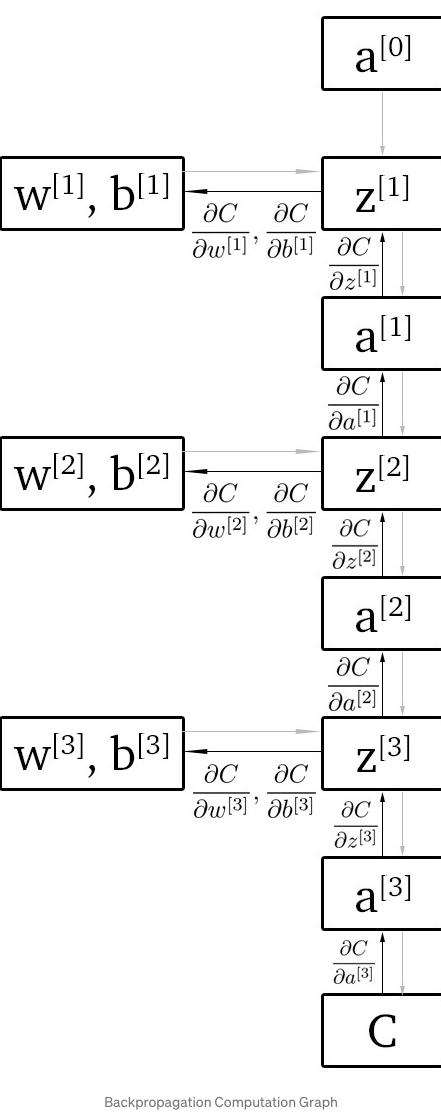 a^[0]
w^[1], b^[1]
z^[1]
∂C/∂w^[1], ∂C/∂b^[1]
∂C/∂z^[1]
a^[1]
∂C/∂a^[1]
w^[2], b^[2]
z^[2]
∂C/∂w^[2], ∂C/∂b^[2]
∂C/∂z^[2]
a^[2]
∂C/∂a^[2]
w^[3], b^[3]
z^[3]
∂C/∂w^[3], ∂C/∂b^[3]
∂C/∂z^[3]
a^[3]
∂C/∂a^[3]
C
Backpropagation Computation Graph